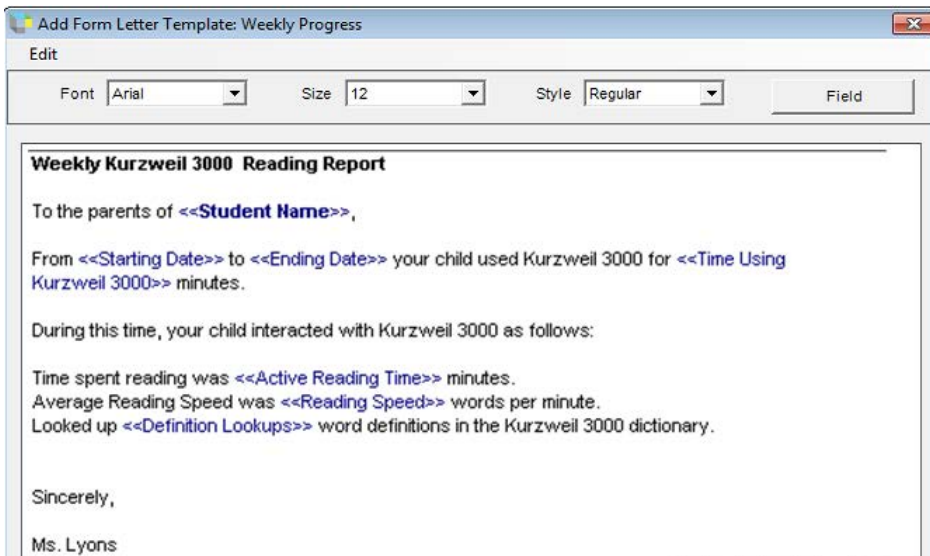 Add Form Letter Template: Weekly Progress
Edit
Font Arial Size 12 Style Regular Field
Weekly Kurzweil 3000 Reading Report
To the parents of <<Student Name>>,
From <<Starting Date>> to <<Ending Date>> your child used Kurzweil 3000 for <<Time Using
Kurzweil 3000>> minutes.
During this time, your child interacted with Kurzweil 3000 as follows:
Time spent reading was <<Active Reading Time>> minutes.
Average Reading Speed was <<Reading Speed>> words per minute.
Looked up <<Definition Lookups>> word definitions in the Kurzweil 3000 dictionary.
Sincerely,
Ms. Lyons